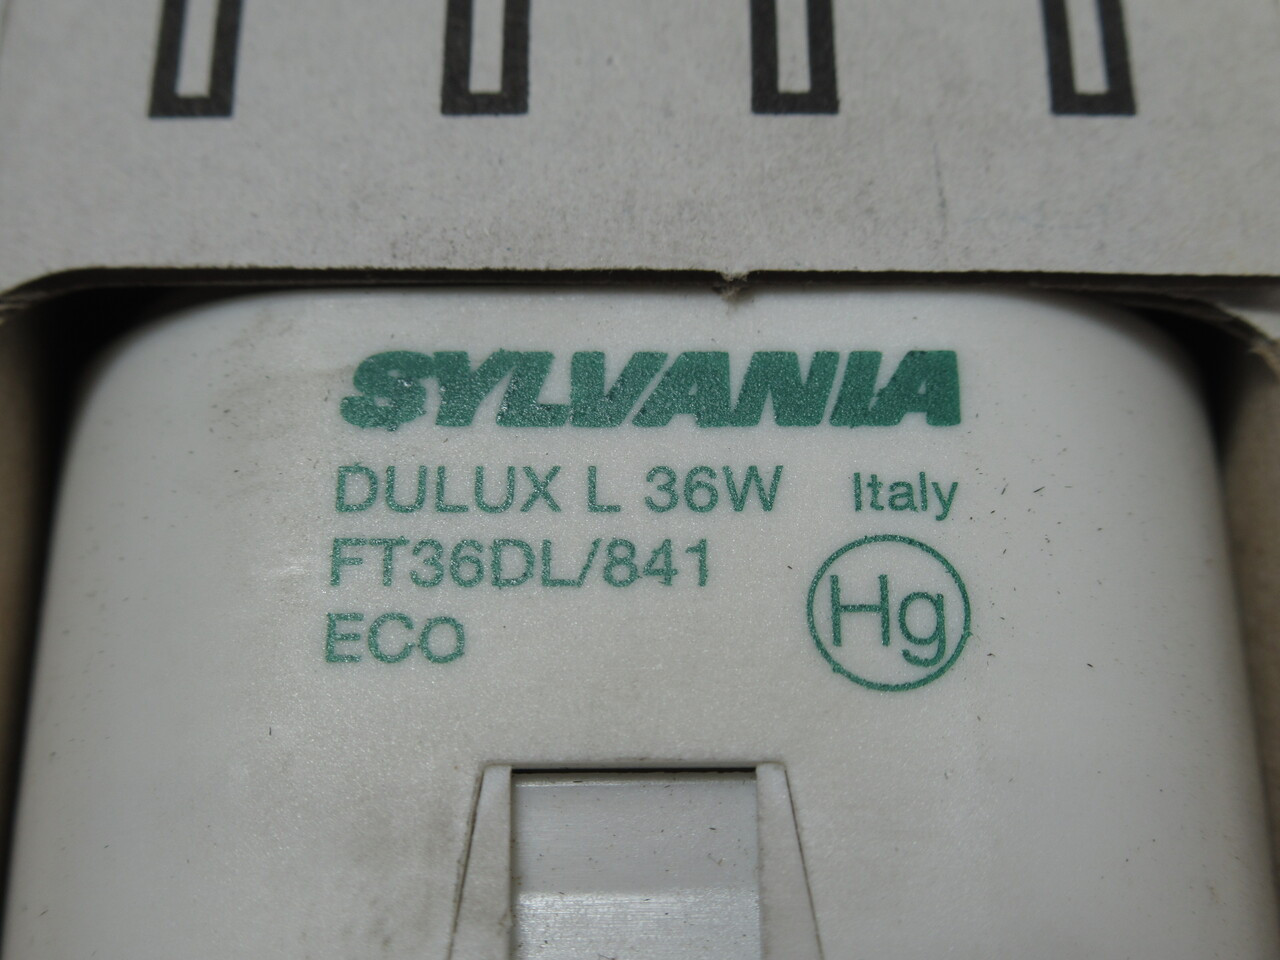 SYLVANIA
DULUX L 36W Italy
FT36DL/841
ECO
Hg